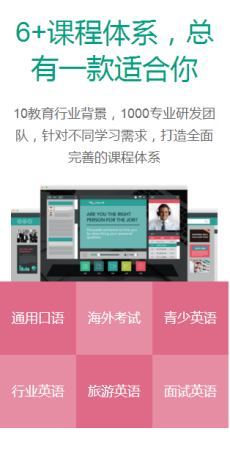 6+课程体系，总
有一款适合你
10教育行业背景，1000专业研发团
队，针对不同学习需求，打造全面
完善的课程体系
ARE YOU THE RIGHT
PERSON FOR THE JOB?
通用口语 海外考试 青少英语
行业英语 旅游英语 面试英语